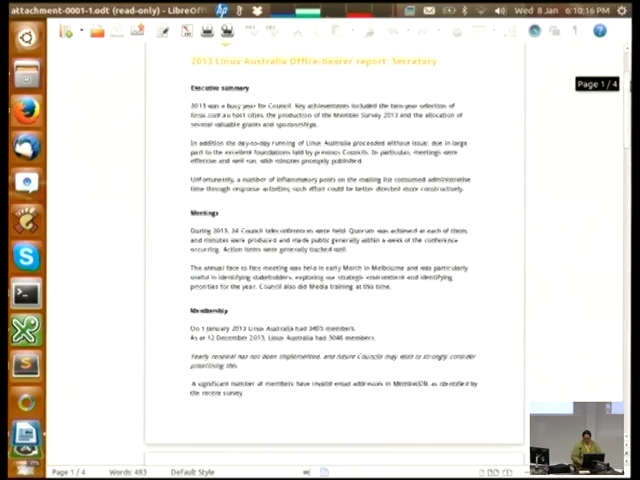 attachment-0001-1.odt (read-only) - LibreOffi
Wed 8 Jan 6:10:16 PM
Page 1 / 4
2013 Linux Australia Office-bearer report: Secretary
Executive summary
2013 was a busy year for Council. Key achievements included the two-year selection of
linux.conf.au host cities, the production of the Member Survey 2013 and the allocation of
several valuable grants and sponsorships.
In addition the day-to-day running of Linux Australia proceeded without issue; due in large
part to the excellent foundations laid by previous Councils. In particular, meetings were
effective and well run, with minutes promptly published.
Unfortunately, a number of inflammatory posts on the mailing list consumed administrative
time through response activities; such effort could be better directed more constructively.
Meetings
During 2013, 24 Council teleconferences were held. Quorum was achieved at each of them,
and minutes were produced and made public generally within a week of the conference
occurring. Action items were generally tracked well.
The annual face to face meeting was held in early March in Melbourne and was particularly
useful in identifying stakeholders, exploring our strategic environment and identifying
priorities for the year. Council also did Media training at this time.
Membership
On 1 January 2013 Linux Australia had members.
As at 12 December 2013, Linux Australia had 3048 members.
Yearly renewal has not been implemented, and future Councils may wish to strongly consider
prioritising this.
A significant number of members have invalid email addresses in MemberDB, as identified by
the recent survey.
Page 1 / 4 Words: 483 Default Style